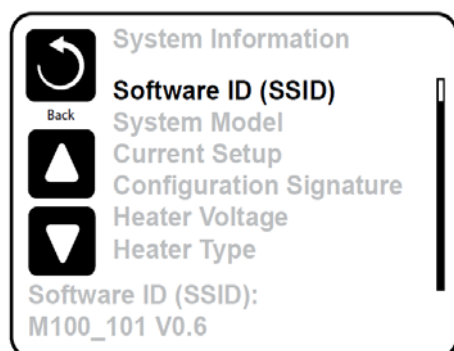 System Information
Software ID (SSID)
Back
System Model
Current Setup
Configuration Signature
Heater Voltage
Heater Type
Software ID (SSID):
M100_101 V0.6